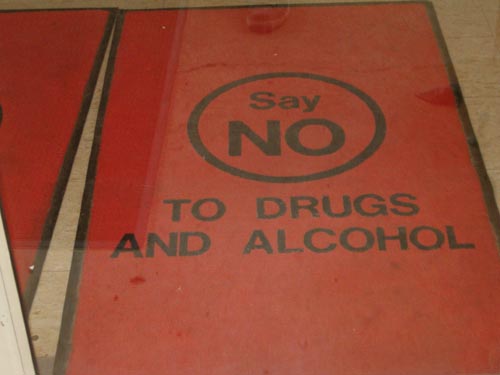 Say
NO
TO DRUGS
AND ALCOHOL